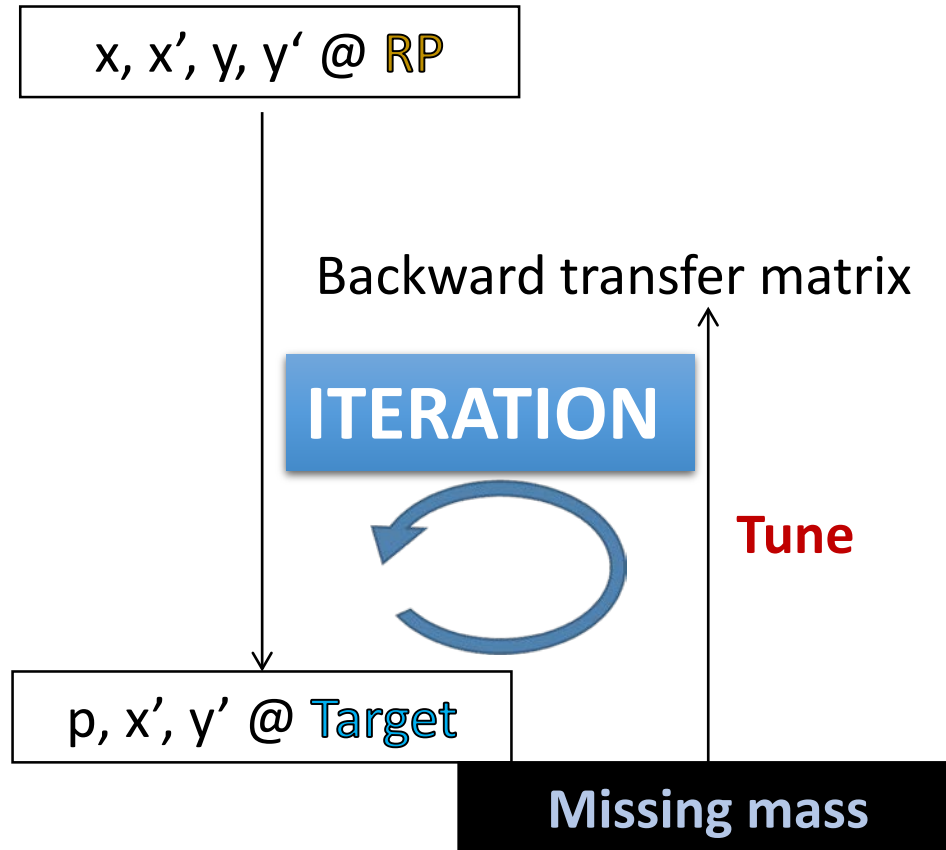 x, x’, y, y‘ @ RP
Backward transfer matrix
ITERATION
Tune
p, x’, y’ @ Target
Missing mass